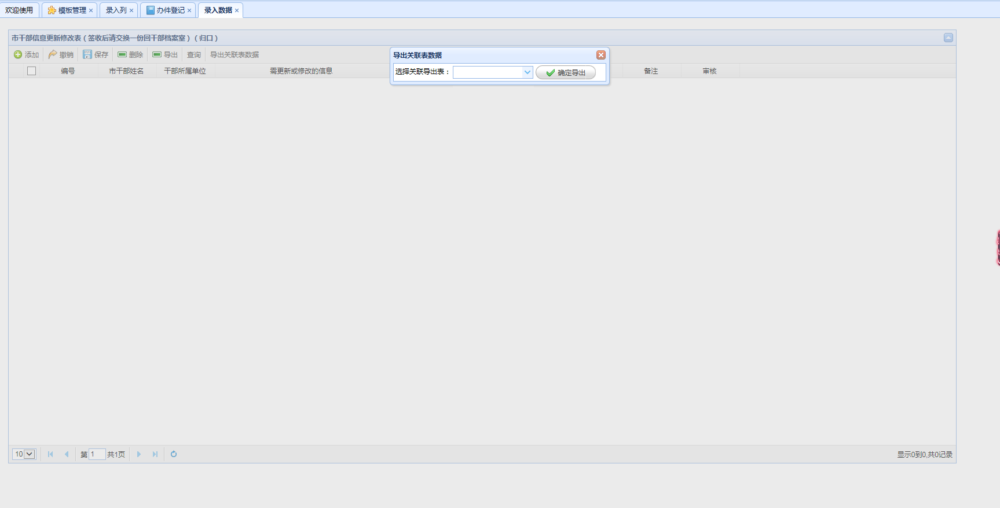 欢迎使用 模板管理 录入列 办件登记 录入数据
市干部信息更新修改表（签收后请交换一份回干部档案室）（归口）
添加 撤销 保存 删除 导出 查询 导出关联表数据
导出关联表数据
选择关联导出表： 确定导出
编号 市干部姓名 干部所属单位 需更新或修改的信息 备注 审核
10 第 1 共1页 显示0到0,共0记录